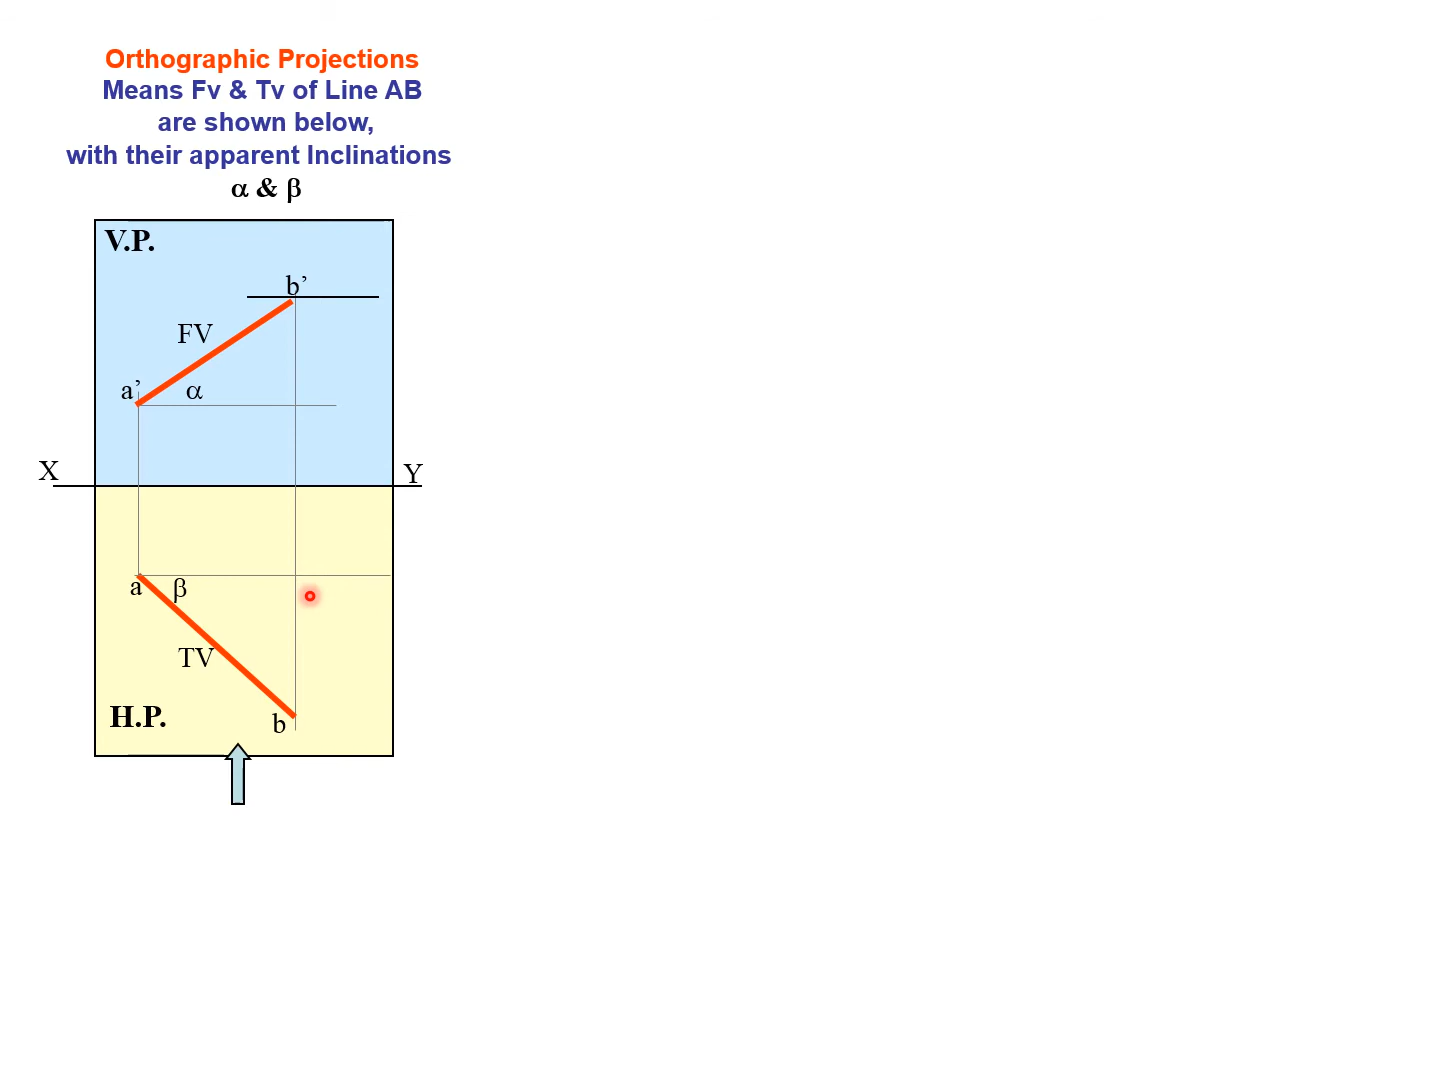 Orthographic Projections
Means Fv & Tv of Line AB
are shown below,
with their apparent Inclinations
α & β
V.P.
b’
FV
a’
α
X
Y
a
β
TV
H.P.
b